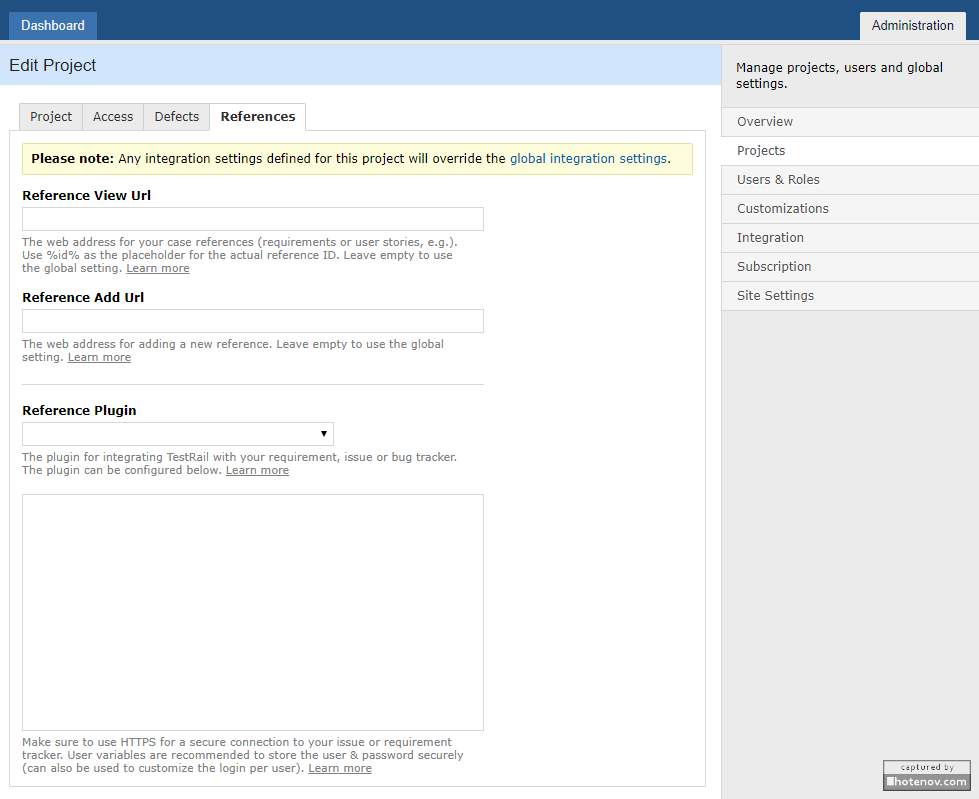 Dashboard
Administration
Edit Project
Manage projects, users and global
settings.
Overview
Projects
Users & Roles
Customizations
Integration
Subscription
Site Settings
Project
Access
Defects
References
Please note: Any integration settings defined for this project will override the global integration settings.
Reference View Url
The web address for your case references (requirements or user stories, e.g.).
Use %id% as the placeholder for the actual reference ID. Leave empty to use
the global setting. Learn more
Reference Add Url
The web address for adding a new reference. Leave empty to use the global
setting. Learn more
Reference Plugin
The plugin for integrating TestRail with your requirement, issue or bug tracker.
The plugin can be configured below. Learn more
Make sure to use HTTPS for a secure connection to your issue or requirement
tracker. User variables are recommended to store the user & password securely
(can also be used to customize the login per user). Learn more
captured by
hotenov.com